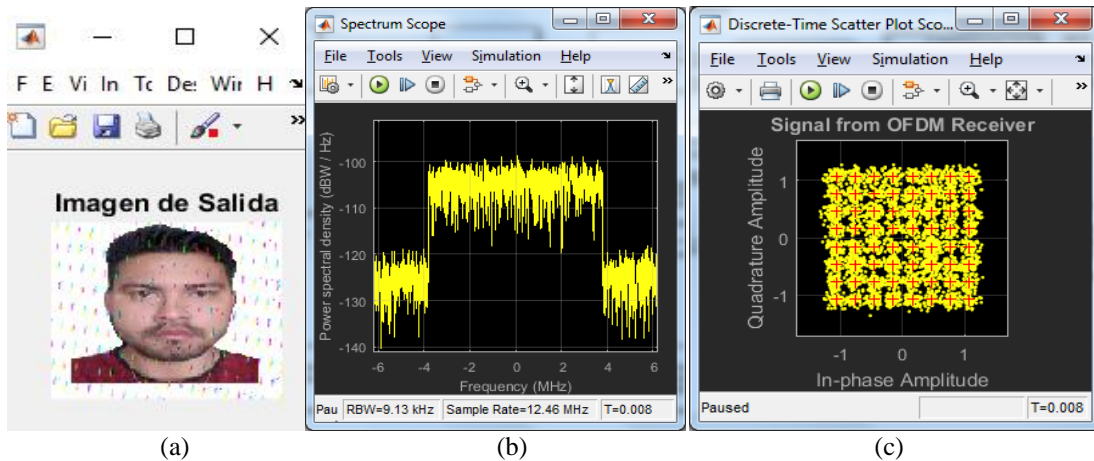 F E Vi In Tc De: Wir H
Imagen de Salida
(a)
Spectrum Scope
File Tools View Simulation Help
Power spectral density (dBW / Hz)
-100
-110
-120
-130
-140
-6 -4 -2 0 2 4 6
Frequency (MHz)
Pau RBW=9.13 kHz Sample Rate=12.46 MHz T=0.008
(b)
Discrete-Time Scatter Plot Sco...
File Tools View Simulation Help
Signal from OFDM Receiver
Quadrature Amplitude
1
0
-1
-1 0 1
In-phase Amplitude
Paused T=0.008
(c)